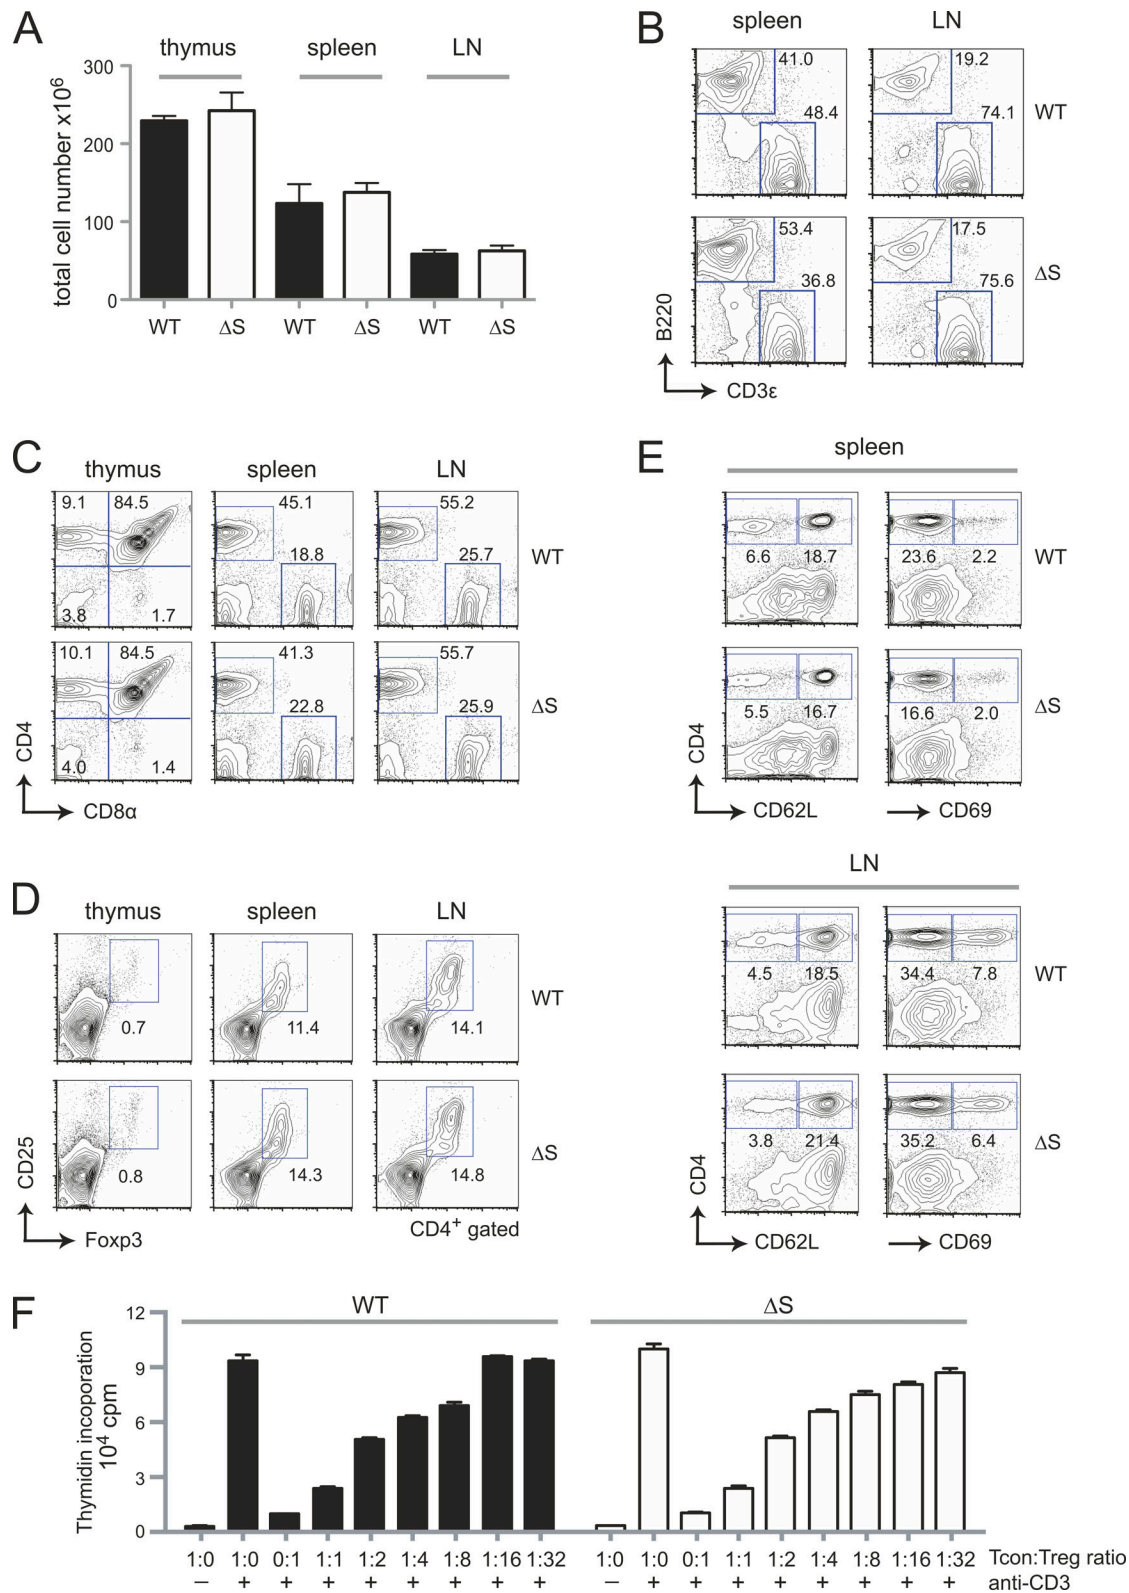 A
thymus spleen LN
total cell number x10⁶
300
200
100
0
WT ΔS WT ΔS WT ΔS
B
spleen LN
41.0 19.2
48.4 74.1
WT
53.4 17.5
36.8 75.6
ΔS
B220
CD3ε
C
thymus spleen LN
9.1 84.5 45.1 55.2
18.8 25.7
WT
3.8 1.7
10.1 84.5 41.3 55.7
22.8 25.9
ΔS
4.0 1.4
CD4
CD8α
D
thymus spleen LN
WT
0.7 11.4 14.1
ΔS
0.8 14.3 14.8
CD25
Foxp3
CD4⁺ gated
E
spleen
WT
6.6 18.7 23.6 2.2
ΔS
5.5 16.7 16.6 2.0
CD4
CD62L CD69
LN
WT
4.5 18.5 34.4 7.8
ΔS
3.8 21.4 35.2 6.4
CD4
CD62L CD69
F
WT ΔS
Thymidin incoporation
10⁴ cpm
12
9
6
3
0
1:0 1:0 0:1 1:1 1:2 1:4 1:8 1:16 1:32 1:0 1:0 0:1 1:1 1:2 1:4 1:8 1:16 1:32 Tcon:Treg ratio
– + + + + + + + + – + + + + + + + + anti-CD3